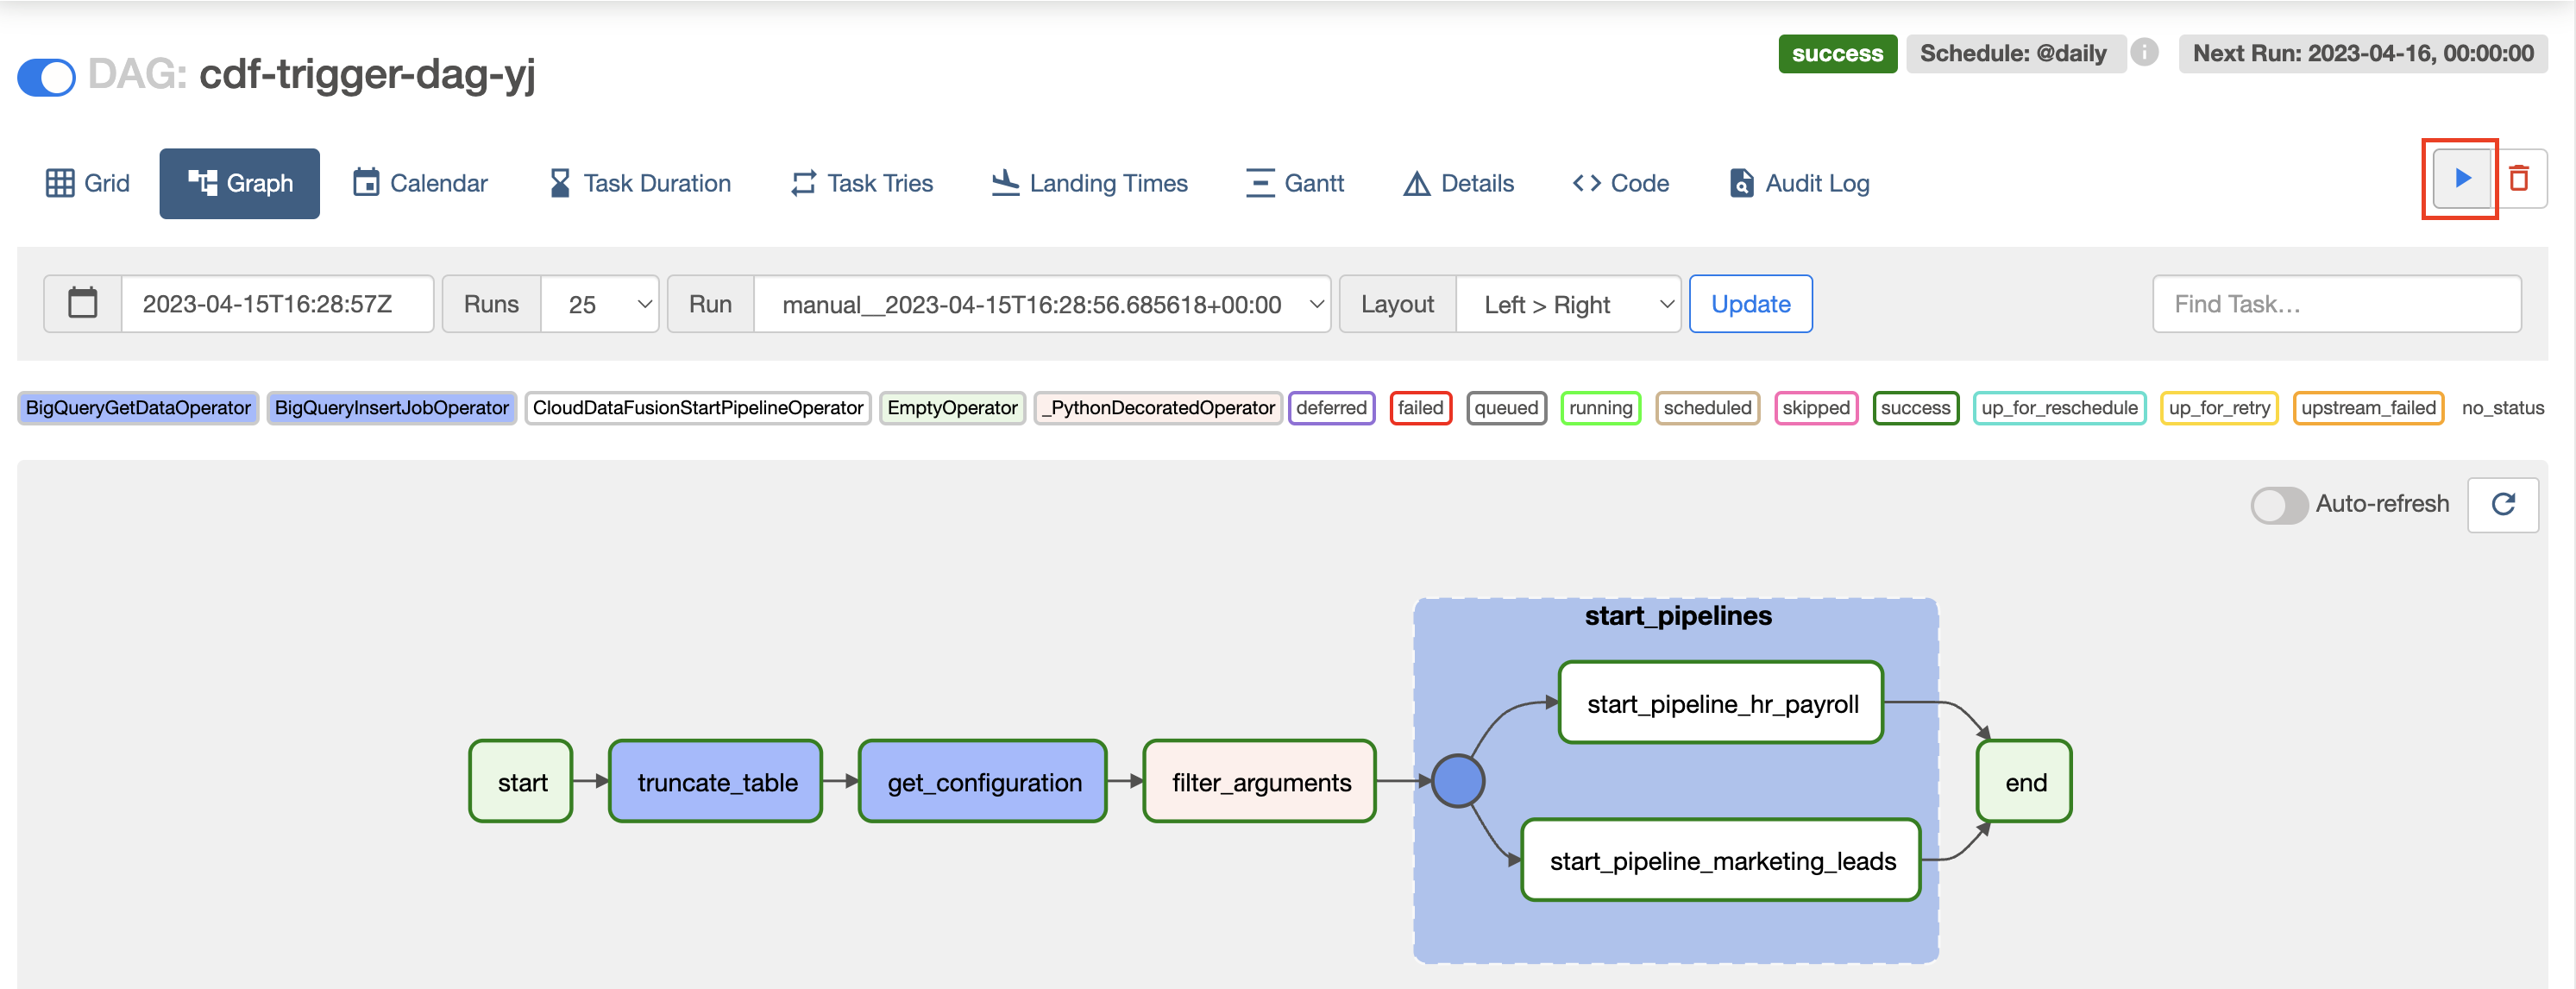 DAG: cdf-trigger-dag-yj
success Schedule: @daily i Next Run: 2023-04-16, 00:00:00
Grid Graph Calendar Task Duration Task Tries Landing Times Gantt Details Code Audit Log
2023-04-15T16:28:57Z Runs 25 Run manual__2023-04-15T16:28:56.685618+00:00 Layout Left > Right Update Find Task...
BigQueryGetDataOperator BigQueryInsertJobOperator CloudDataFusionStartPipelineOperator EmptyOperator _PythonDecoratedOperator deferred failed queued running scheduled skipped success up_for_reschedule up_for_retry upstream_failed no_status
Auto-refresh
start_pipelines
start_pipeline_hr_payroll
start truncate_table get_configuration filter_arguments end
start_pipeline_marketing_leads